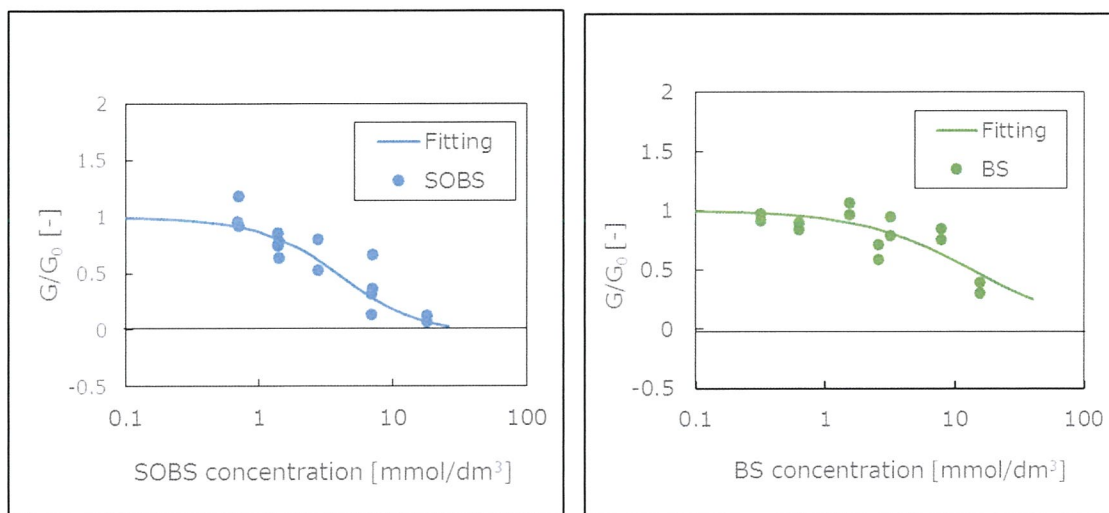 2
1.5
1
0.5
0
-0.5
G/G₀ [-]
Fitting
SOBS
0.1 1 10 100
SOBS concentration [mmol/dm³]
2
1.5
1
0.5
0
-0.5
G/G₀ [-]
Fitting
BS
0.1 1 10 100
BS concentration [mmol/dm³]